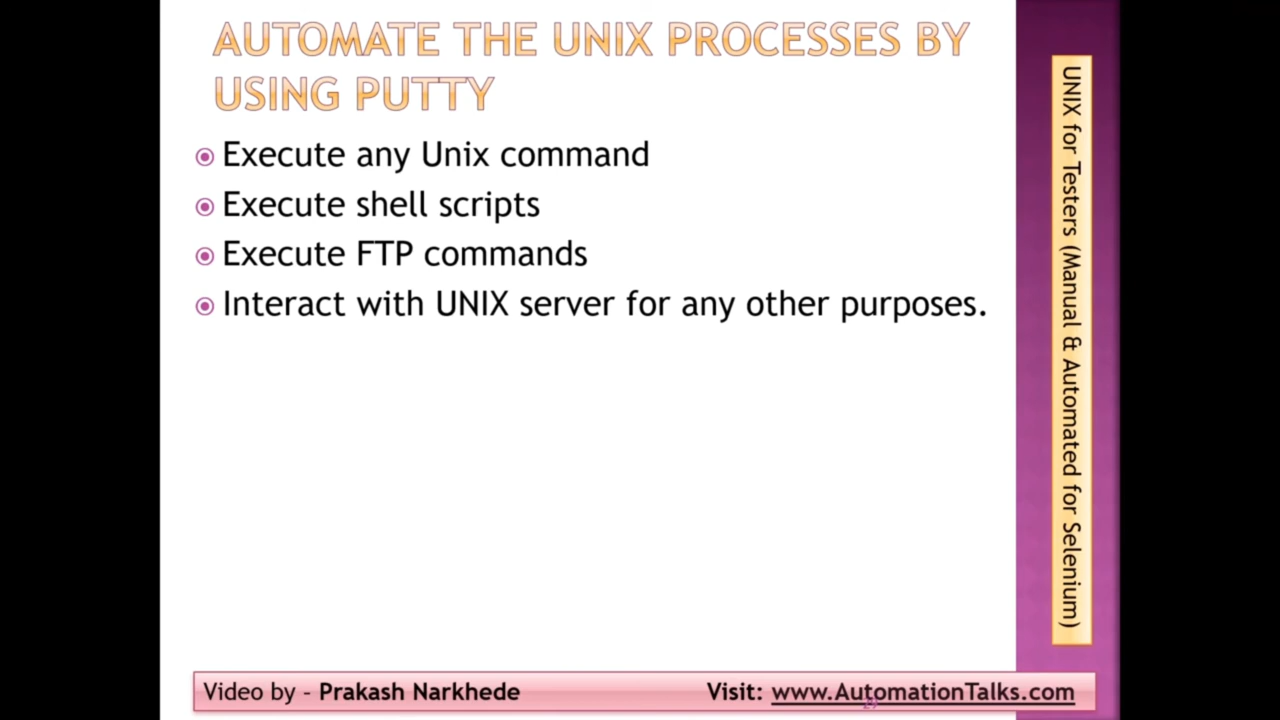 AUTOMATE THE UNIX PROCESSES BY
USING PUTTY
Execute any Unix command
Execute shell scripts
Execute FTP commands
Interact with UNIX server for any other purposes.
UNIX for Testers (Manual & Automated for Selenium)
Video by - Prakash Narkhede
Visit: www.AutomationTalks.com